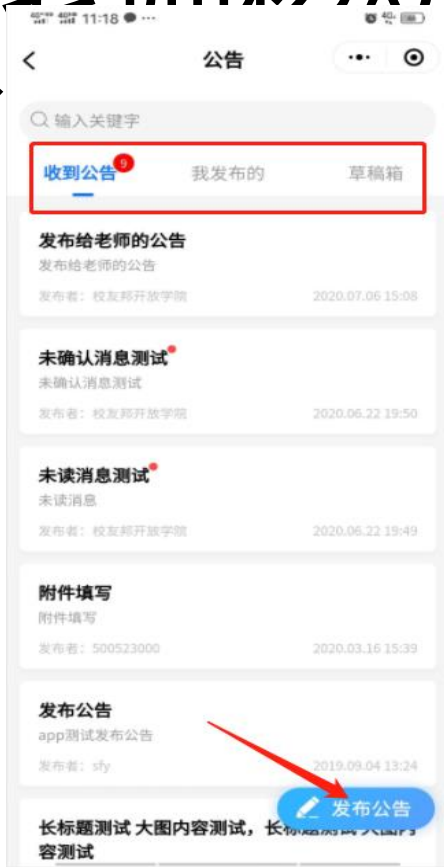 11:18
公告
输入关键字
收到公告 9 我发布的 草稿箱
发布给老师的公告
发布给老师的公告
发布者：校友邦开放学院 2020.07.06 15:08
未确认消息测试
未确认消息测试
发布者：校友邦开放学院 2020.06.22 19:50
未读消息测试
未读消息
发布者：校友邦开放学院 2020.06.22 19:49
附件填写
附件填写
发布者：500523000 2020.03.16 15:39
发布公告
app测试发布公告
发布者：sfy 2019.09.04 13:24
发布公告
长标题测试 大图内容测试，长标题测试 大图内
容测试